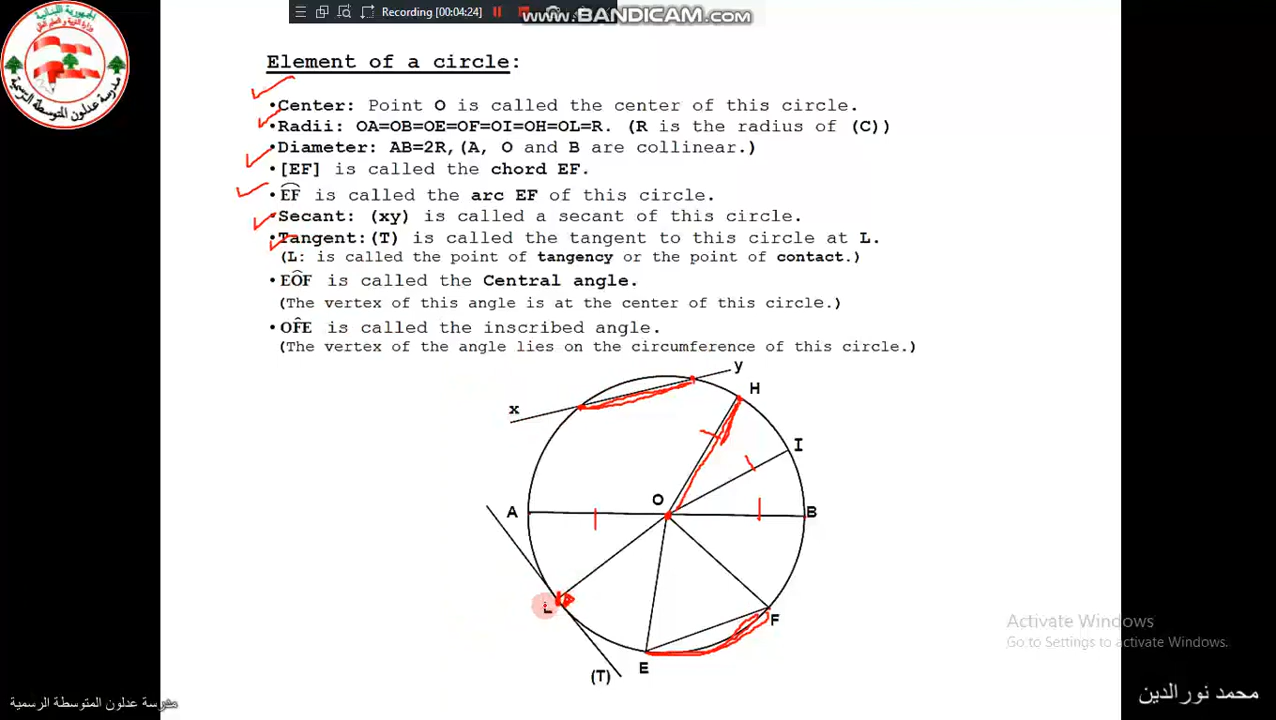 Recording [00:04:24]
www.BANDICAM.com
Element of a circle:
•Center: Point O is called the center of this circle.
•Radii: OA=OB=OE=OF=OI=OH=OL=R. (R is the radius of (C))
•Diameter: AB=2R,(A, O and B are collinear.)
•[EF] is called the chord EF.
•EF is called the arc EF of this circle.
•Secant: (xy) is called a secant of this circle.
•Tangent:(T) is called the tangent to this circle at L.
(L: is called the point of tangency or the point of contact.)
•EÔF is called the Central angle.
(The vertex of this angle is at the center of this circle.)
•OF̂E is called the inscribed angle.
(The vertex of the angle lies on the circumference of this circle.)
y
H
x
I
O
A
B
L
F
E
(T)
Activate Windows
Go to Settings to activate Windows.
محمد نورالدين
مدرسة عدلون المتوسطة الرسمية